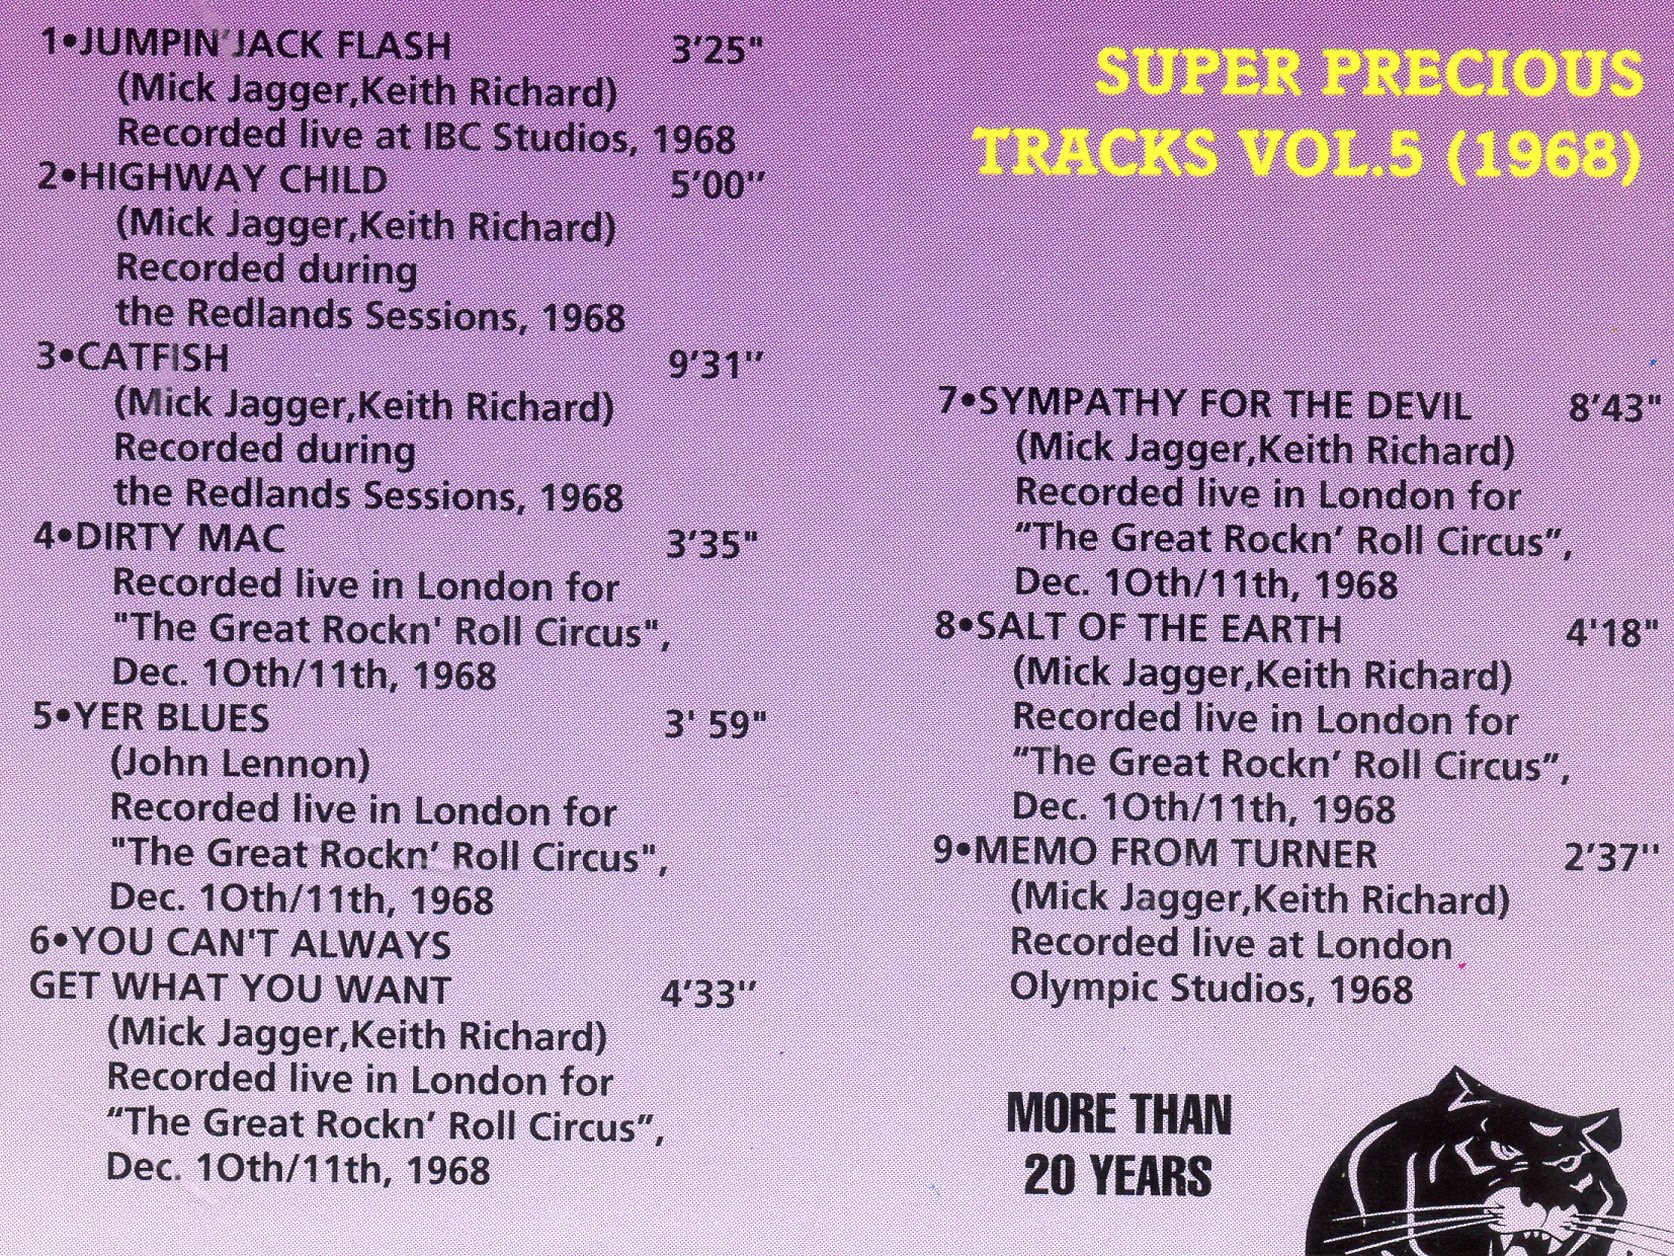 1•JUMPIN'JACK FLASH 3'25"
(Mick Jagger,Keith Richard)
Recorded live at IBC Studios, 1968
2•HIGHWAY CHILD 5'00''
(Mick Jagger,Keith Richard)
Recorded during
the Redlands Sessions, 1968
3•CATFISH 9'31''
(Mick Jagger,Keith Richard)
Recorded during
the Redlands Sessions, 1968
4•DIRTY MAC 3'35"
Recorded live in London for
"The Great Rockn' Roll Circus",
Dec. 1Oth/11th, 1968
5•YER BLUES 3' 59"
(John Lennon)
Recorded live in London for
"The Great Rockn’ Roll Circus",
Dec. 1Oth/11th, 1968
6•YOU CAN'T ALWAYS
GET WHAT YOU WANT 4'33''
(Mick Jagger,Keith Richard)
Recorded live in London for
“The Great Rockn’ Roll Circus”,
Dec. 1Oth/11th, 1968
SUPER PRECIOUS
TRACKS VOL.5 (1968)
7•SYMPATHY FOR THE DEVIL 8’43"
(Mick Jagger,Keith Richard)
Recorded live in London for
“The Great Rockn’ Roll Circus”,
Dec. 1Oth/11th, 1968
8•SALT OF THE EARTH 4'18"
(Mick Jagger,Keith Richard)
Recorded live in London for
“The Great Rockn’ Roll Circus”,
Dec. 1Oth/11th, 1968
9•MEMO FROM TURNER 2’37''
(Mick Jagger,Keith Richard)
Recorded live at London
Olympic Studios, 1968
MORE THAN
20 YEARS